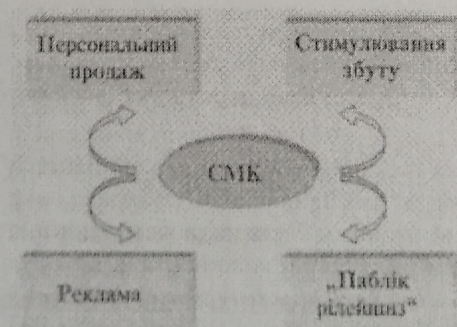 Персональний
продаж
Стимулювання
збуту
СМК
Реклама
„Паблік
рілейшнз“